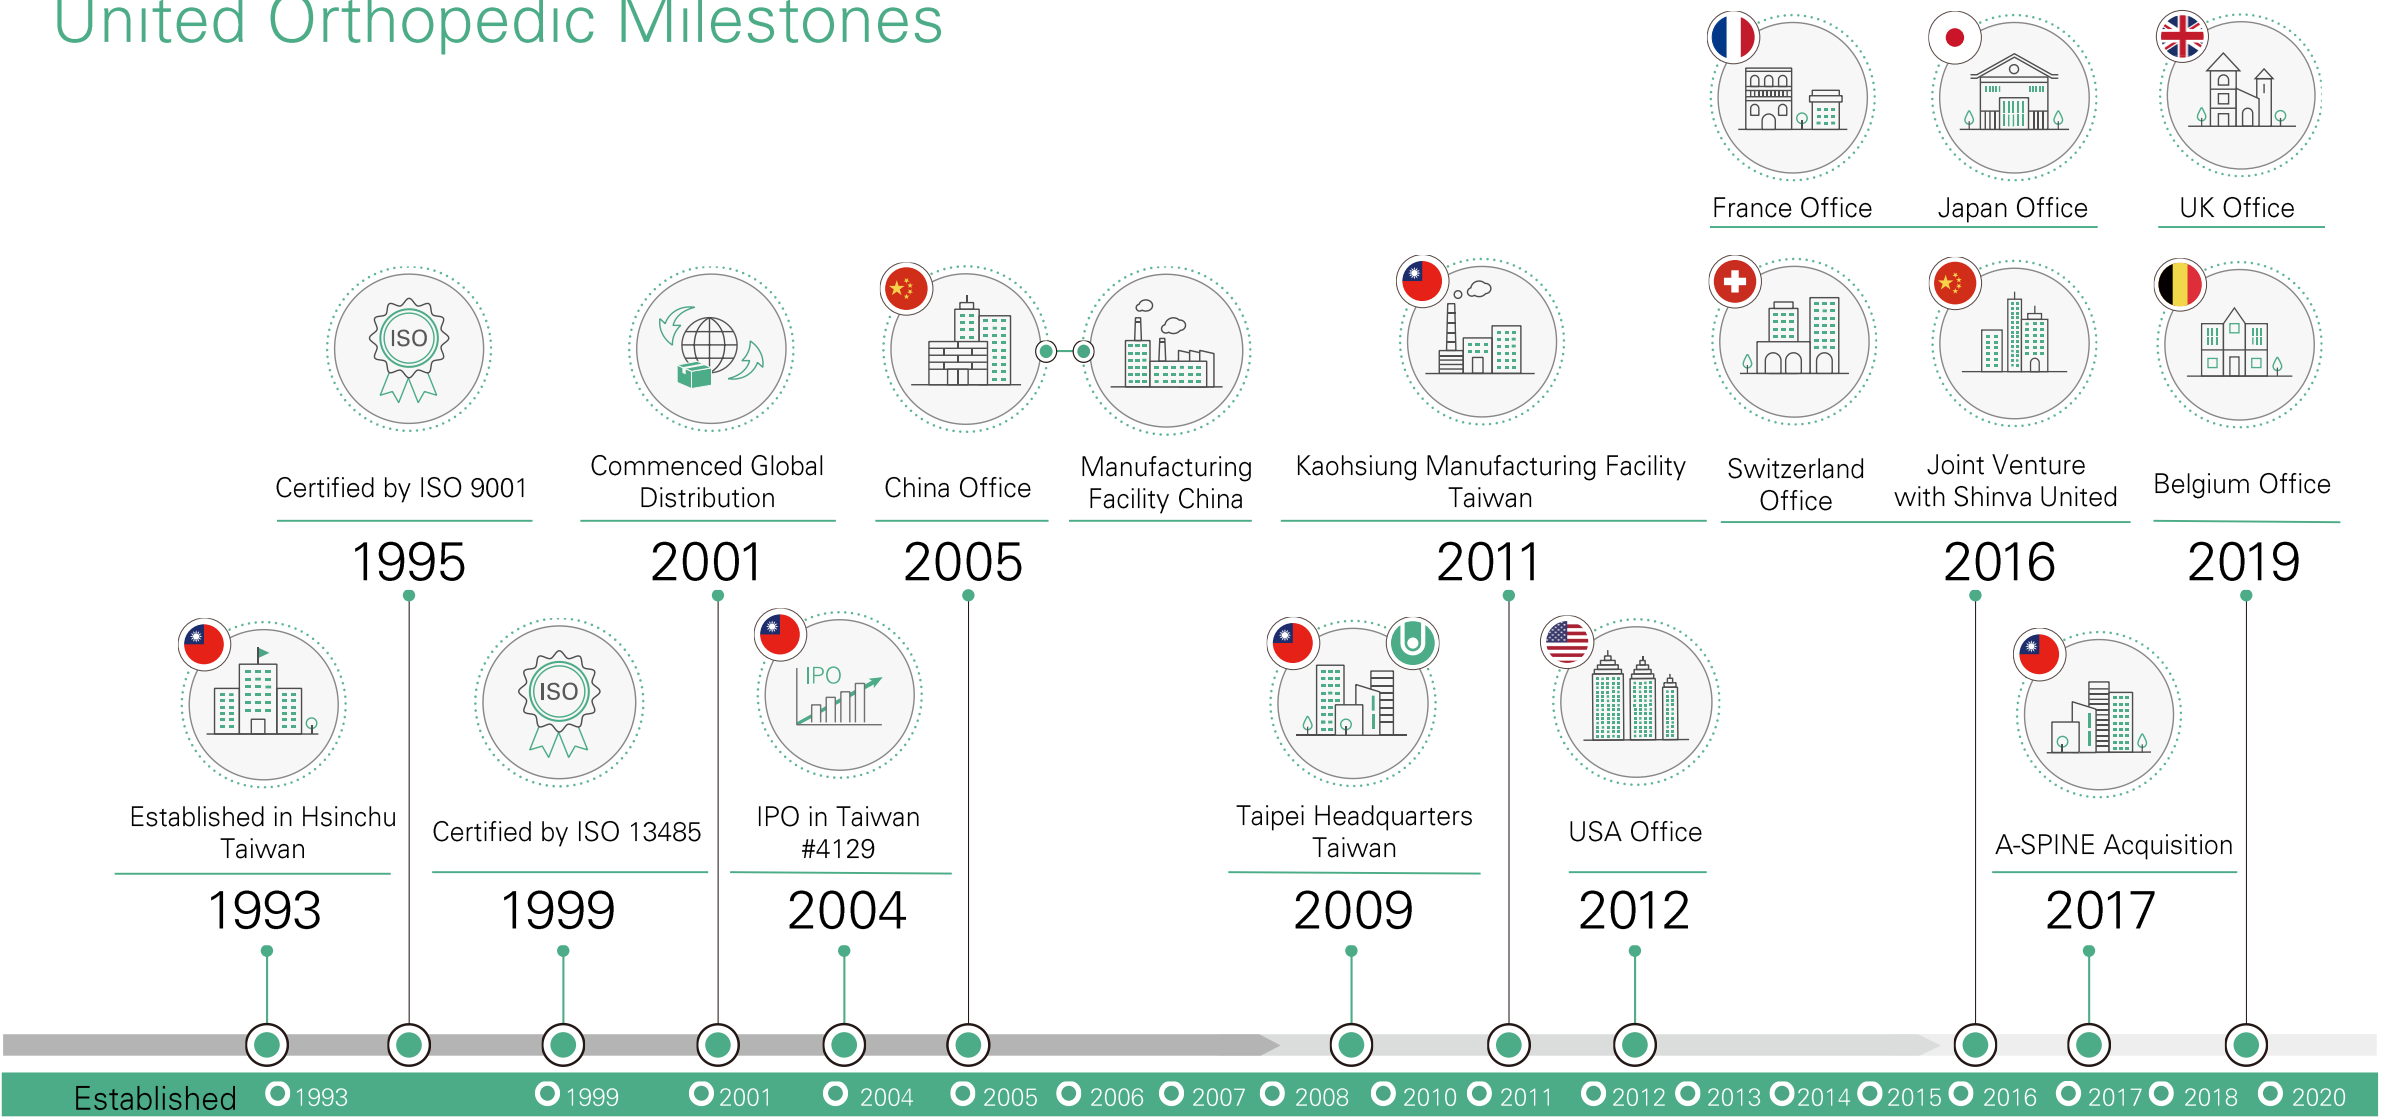 United Orthopedic Milestones
France Office
Japan Office
UK Office
ISO
Certified by ISO 9001
Commenced Global
Distribution
China Office
Manufacturing
Facility China
Kaohsiung Manufacturing Facility
Taiwan
Switzerland
Office
Joint Venture
with Shinva United
Belgium Office
1995
2001
2005
2011
2016
2019
Established in Hsinchu
Taiwan
ISO
Certified by ISO 13485
IPO
IPO in Taiwan
#4129
Taipei Headquarters
Taiwan
USA Office
A-SPINE Acquisition
1993
1999
2004
2009
2012
2017
Established 1993 1999 2001 2004 2005 2006 2007 2008 2010 2011 2012 2013 2014 2015 2016 2017 2018 2020